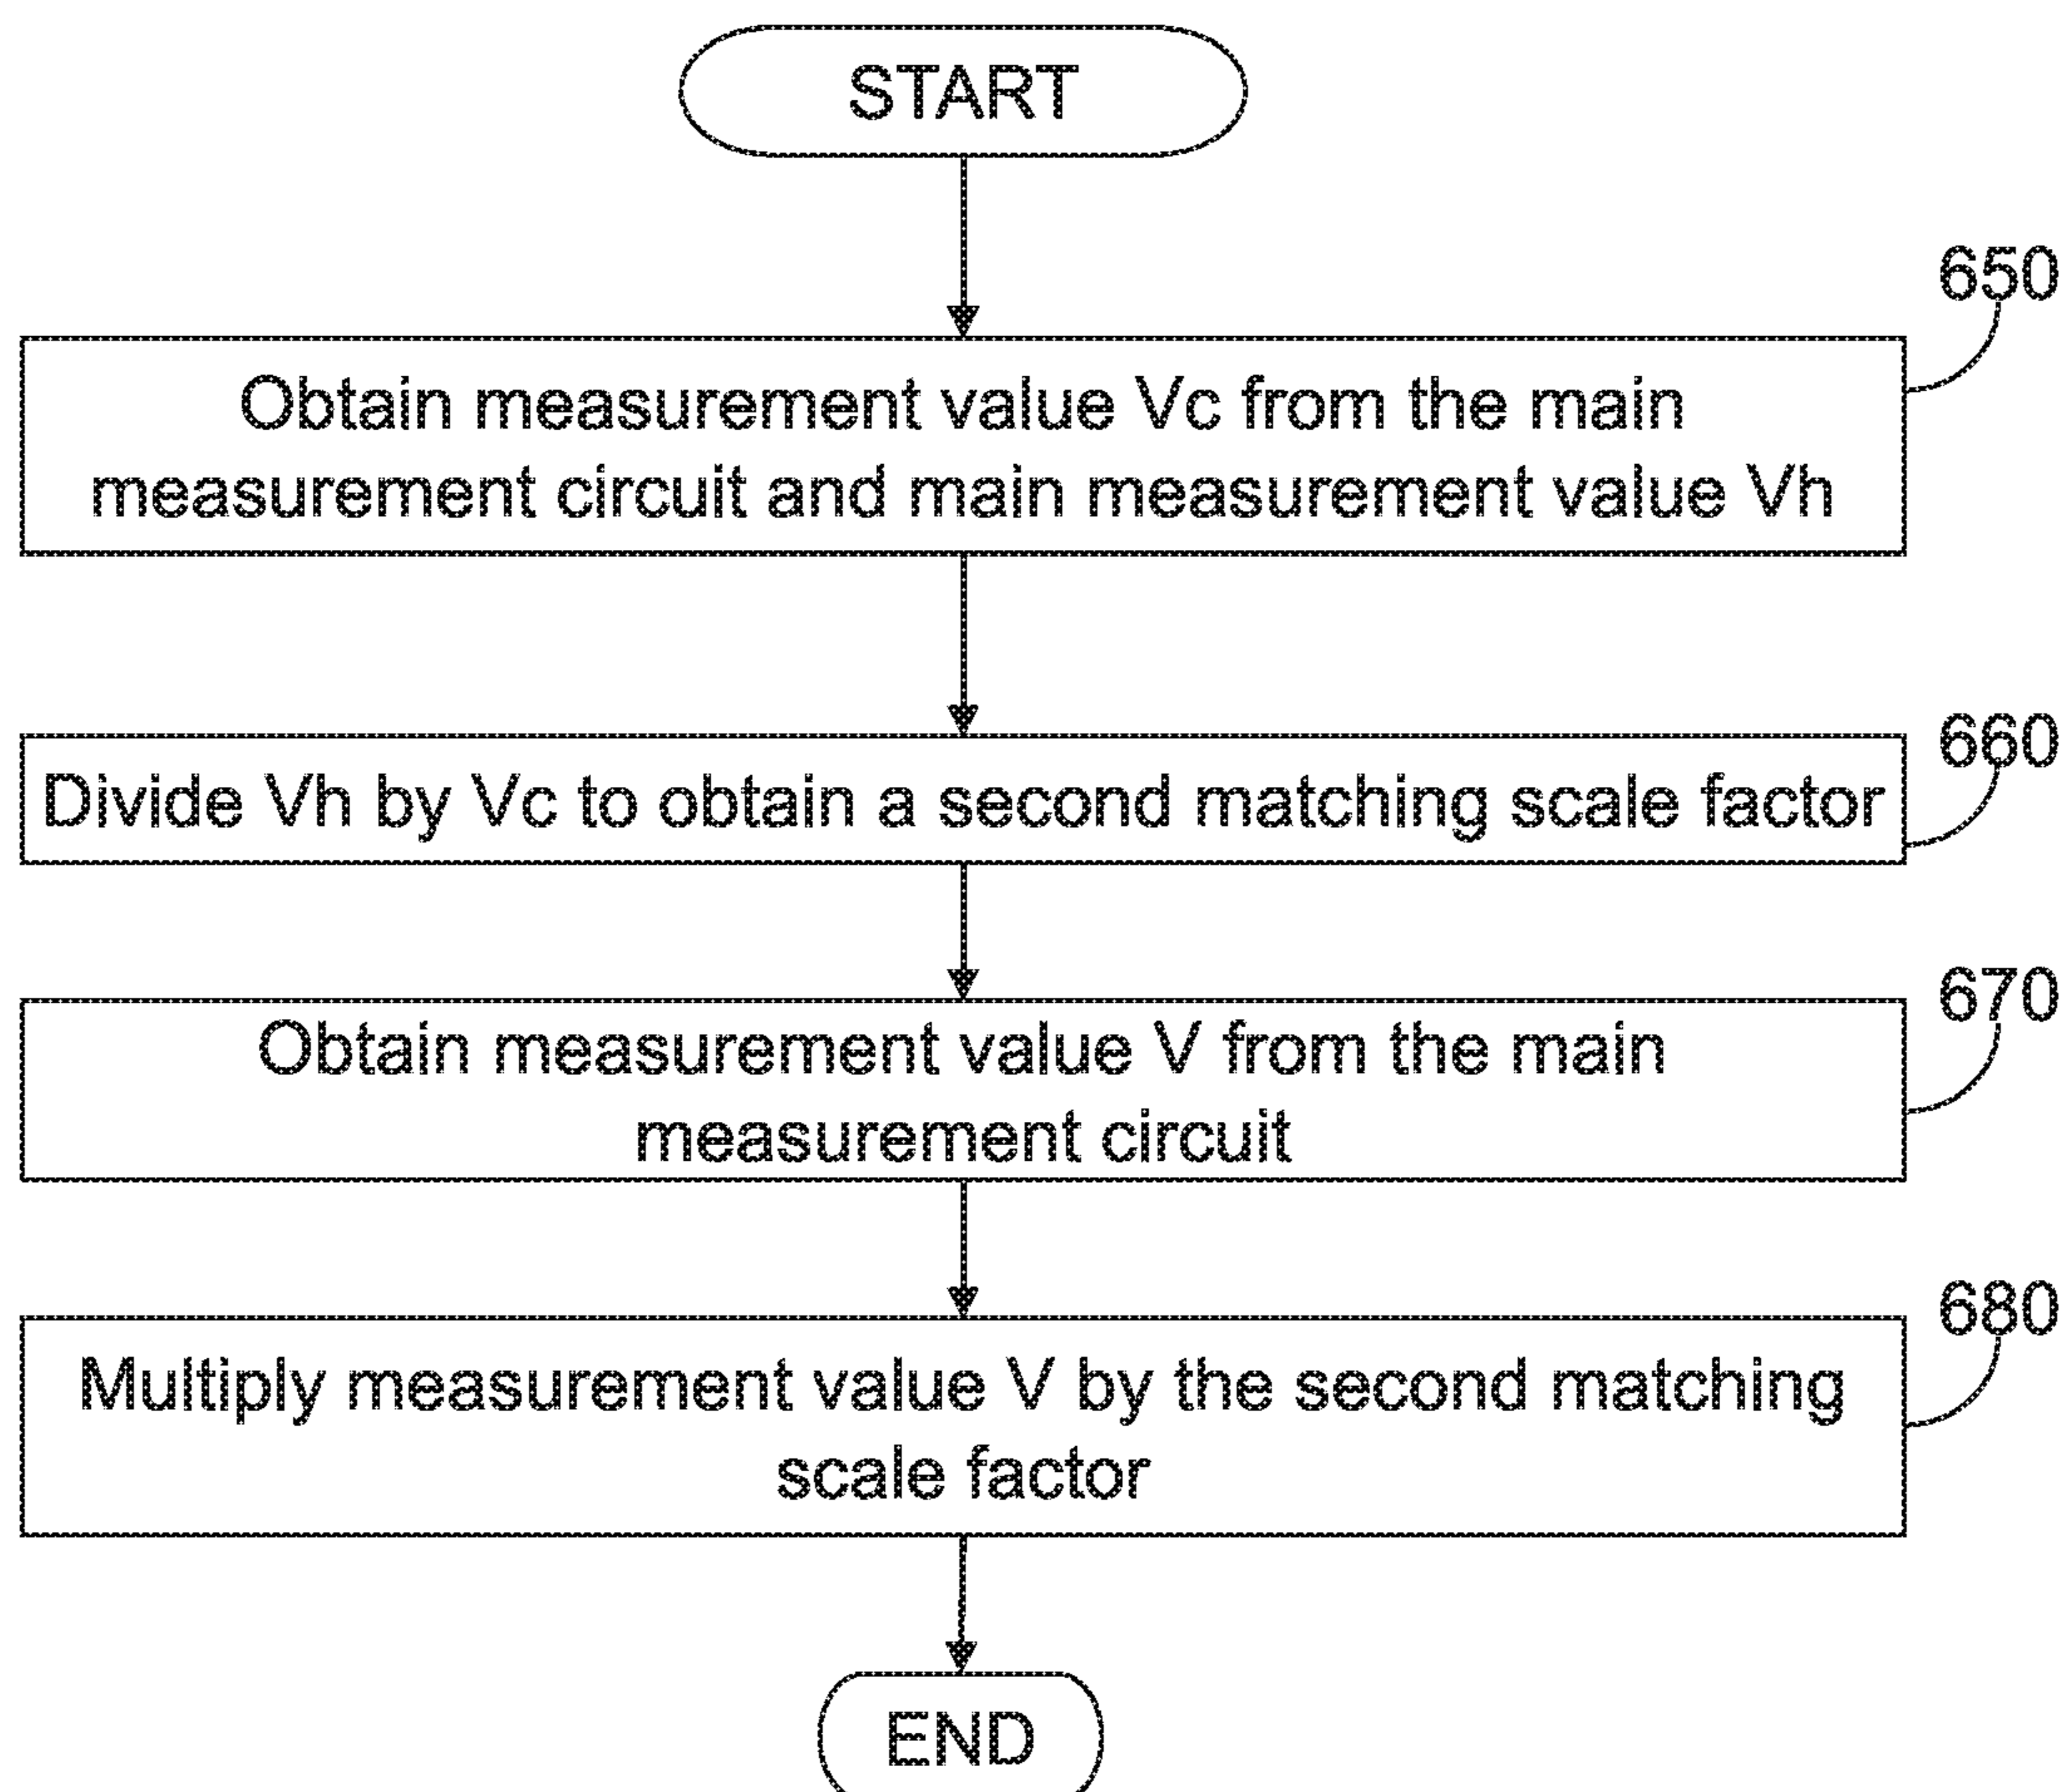 START
650
Obtain measurement value Vc from the main
measurement circuit and main measurement value Vh
660
Divide Vh by Vc to obtain a second matching scale factor
670
Obtain measurement value V from the main
measurement circuit
680
Multiply measurement value V by the second matching
scale factor
END